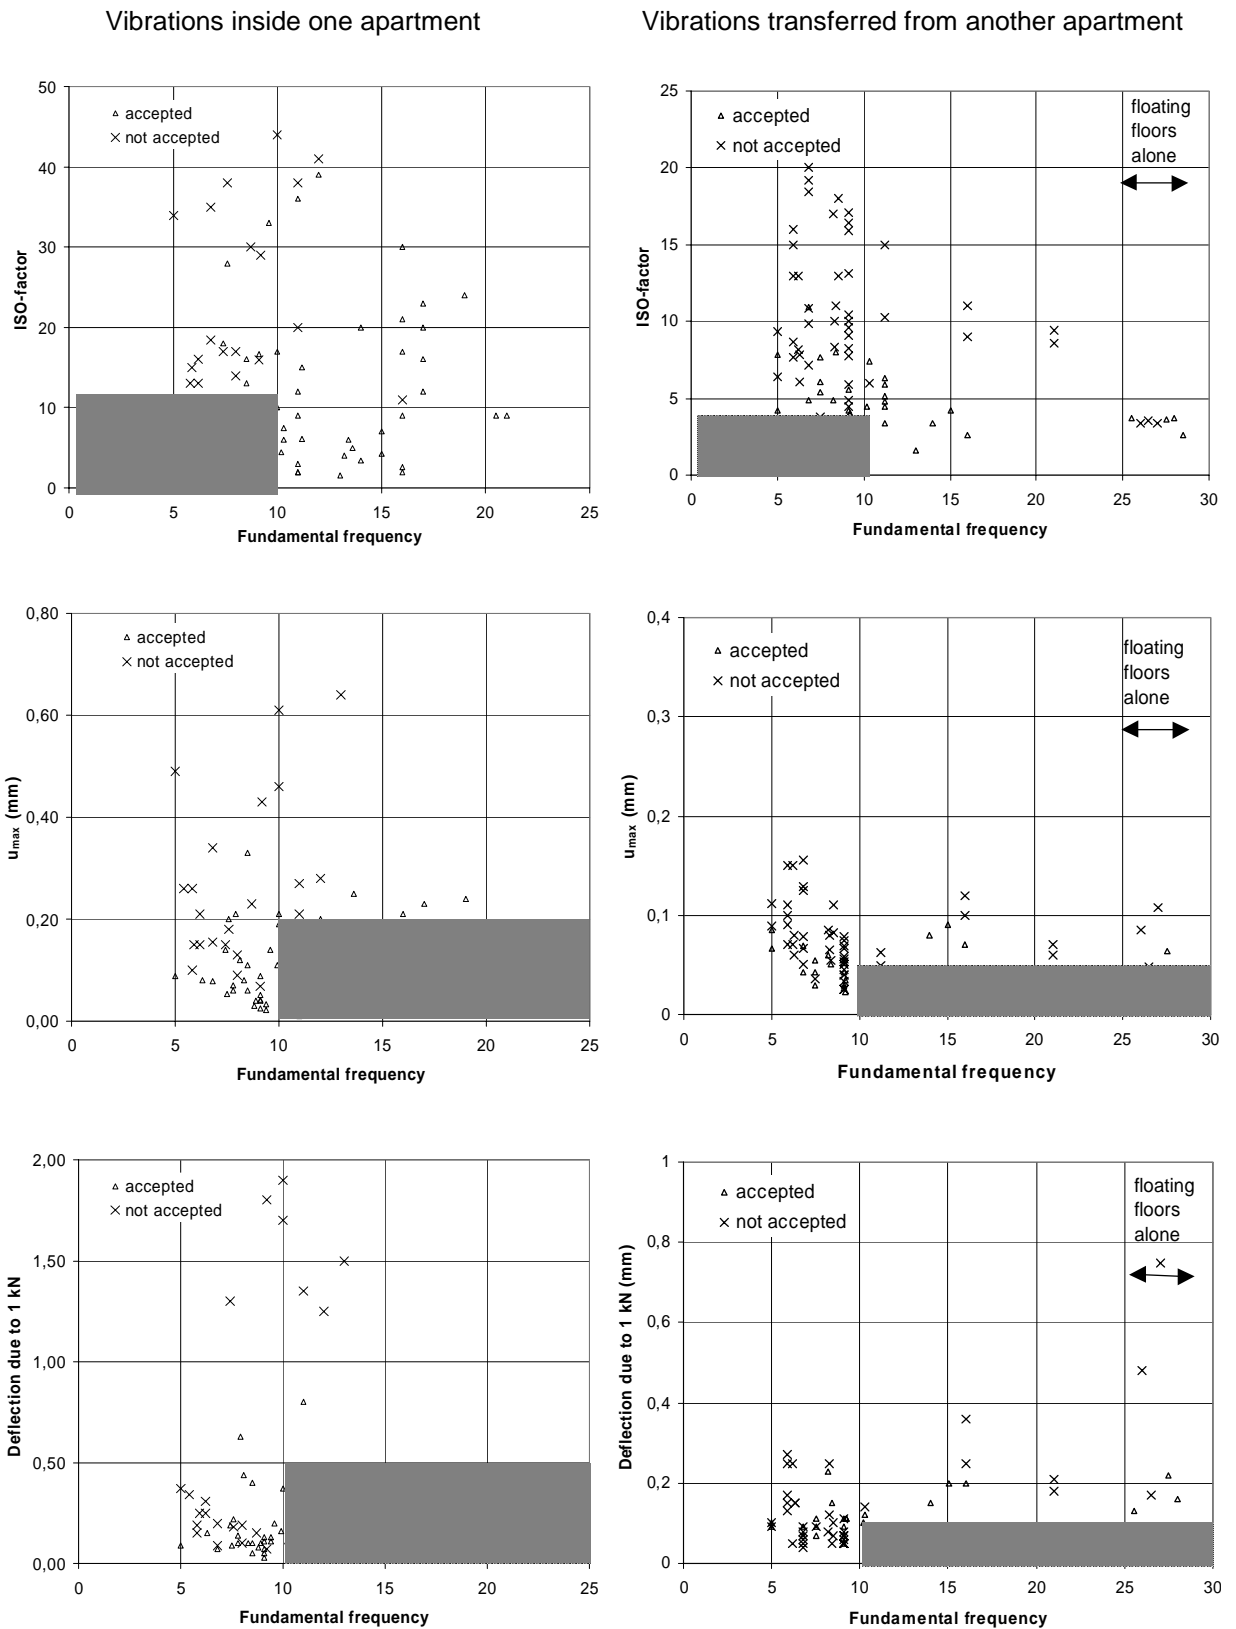 Vibrations inside one apartment
Vibrations transferred from another apartment
50
40
30
20
10
0
0 5 10 15 20 25
ISO-factor
Fundamental frequency
accepted
not accepted
25
20
15
10
5
0
0 5 10 15 20 25 30
ISO-factor
Fundamental frequency
accepted
not accepted
floating
floors
alone
0,80
0,60
0,40
0,20
0,00
0 5 10 15 20 25
umax (mm)
Fundamental frequency
accepted
not accepted
0,4
0,3
0,2
0,1
0
0 5 10 15 20 25 30
umax (mm)
Fundamental frequency
accepted
not accepted
floating
floors
alone
2,00
1,50
1,00
0,50
0,00
0 5 10 15 20 25
Deflection due to 1 kN
Fundamental frequency
accepted
not accepted
1
0,8
0,6
0,4
0,2
0
0 5 10 15 20 25 30
Deflection due to 1 kN (mm)
Fundamental frequency
accepted
not accepted
floating
floors
alone